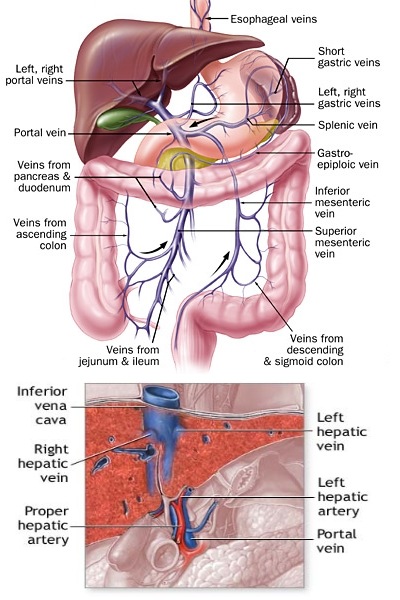 Esophageal veins
Short
gastric veins
Left, right
portal veins
Left, right
gastric veins
Splenic vein
Portal vein
Gastro-
epiploic vein
Veins from
pancreas &
duodenum
Inferior
mesenteric
vein
Veins from
ascending
colon
Superior
mesenteric
vein
Veins from
jejunum & ileum
Veins from
descending
& sigmoid colon
Inferior
vena
cava
Left
hepatic
vein
Right
hepatic
vein
Left
hepatic
artery
Proper
hepatic
artery
Portal
vein